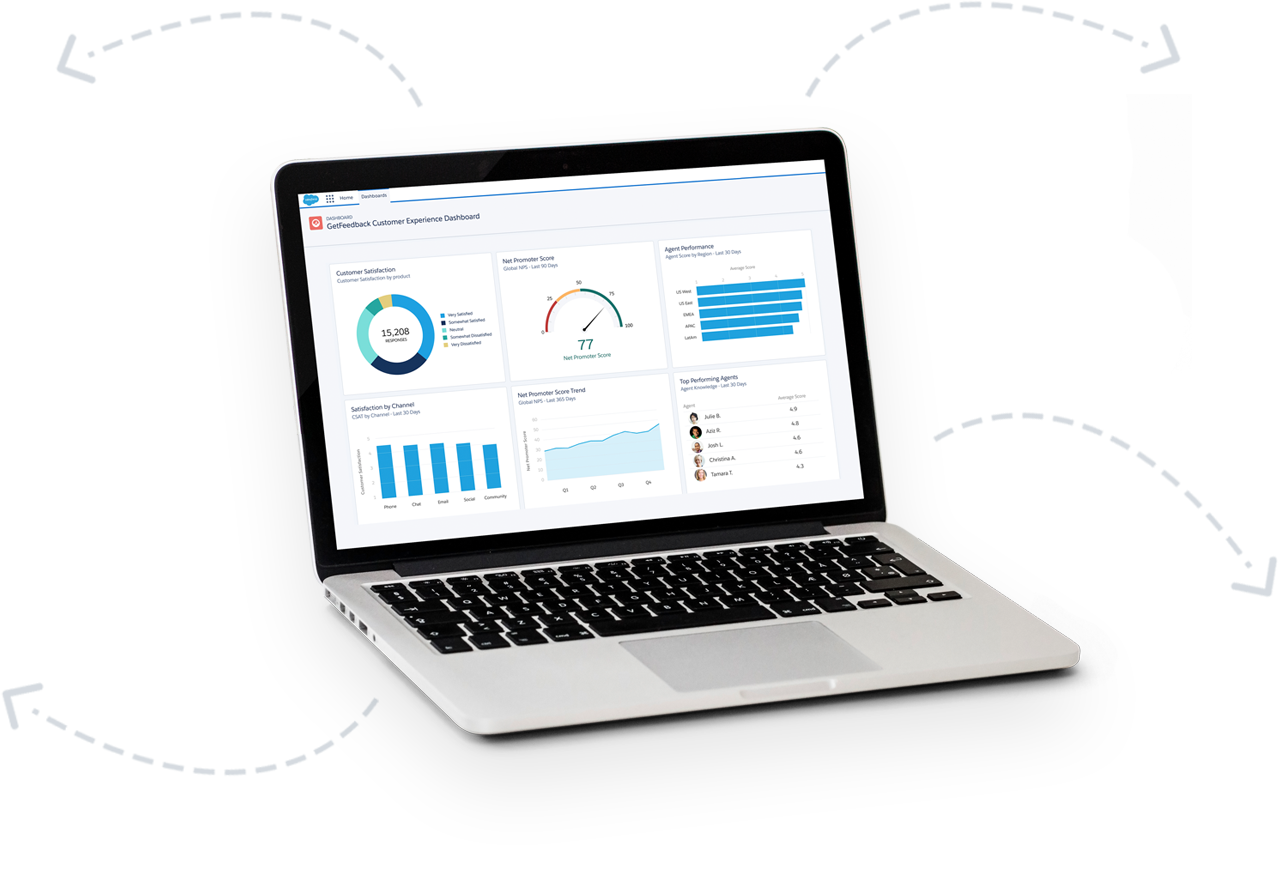 Home
Dashboards
DASHBOARD
GetFeedback Customer Experience Dashboard
Customer Satisfaction
Customer Satisfaction by product
15,208
RESPONSES
Very Satisfied
Somewhat Satisfied
Neutral
Somewhat Dissatisfied
Very Dissatisfied
Net Promoter Score
Global NPS - Last 90 Days
0
25
50
75
100
77
Net Promoter Score
Agent Performance
Agent Score by Region - Last 30 Days
Average Score
US West
US East
EMEA
APAC
LatAm
Satisfaction by Channel
CSAT by Channel - Last 30 Days
Customer Satisfaction
Phone
Chat
Email
Social
Community
Net Promoter Score Trend
Global NPS - Last 365 Days
Net Promoter Score
Q1
Q2
Q3
Q4
Top Performing Agents
Agent Knowledge - Last 30 Days
Agent
Average Score
Julie B.
4.9
Aziz R.
4.8
Josh L.
4.6
Christina A.
4.6
Tamara T.
4.3